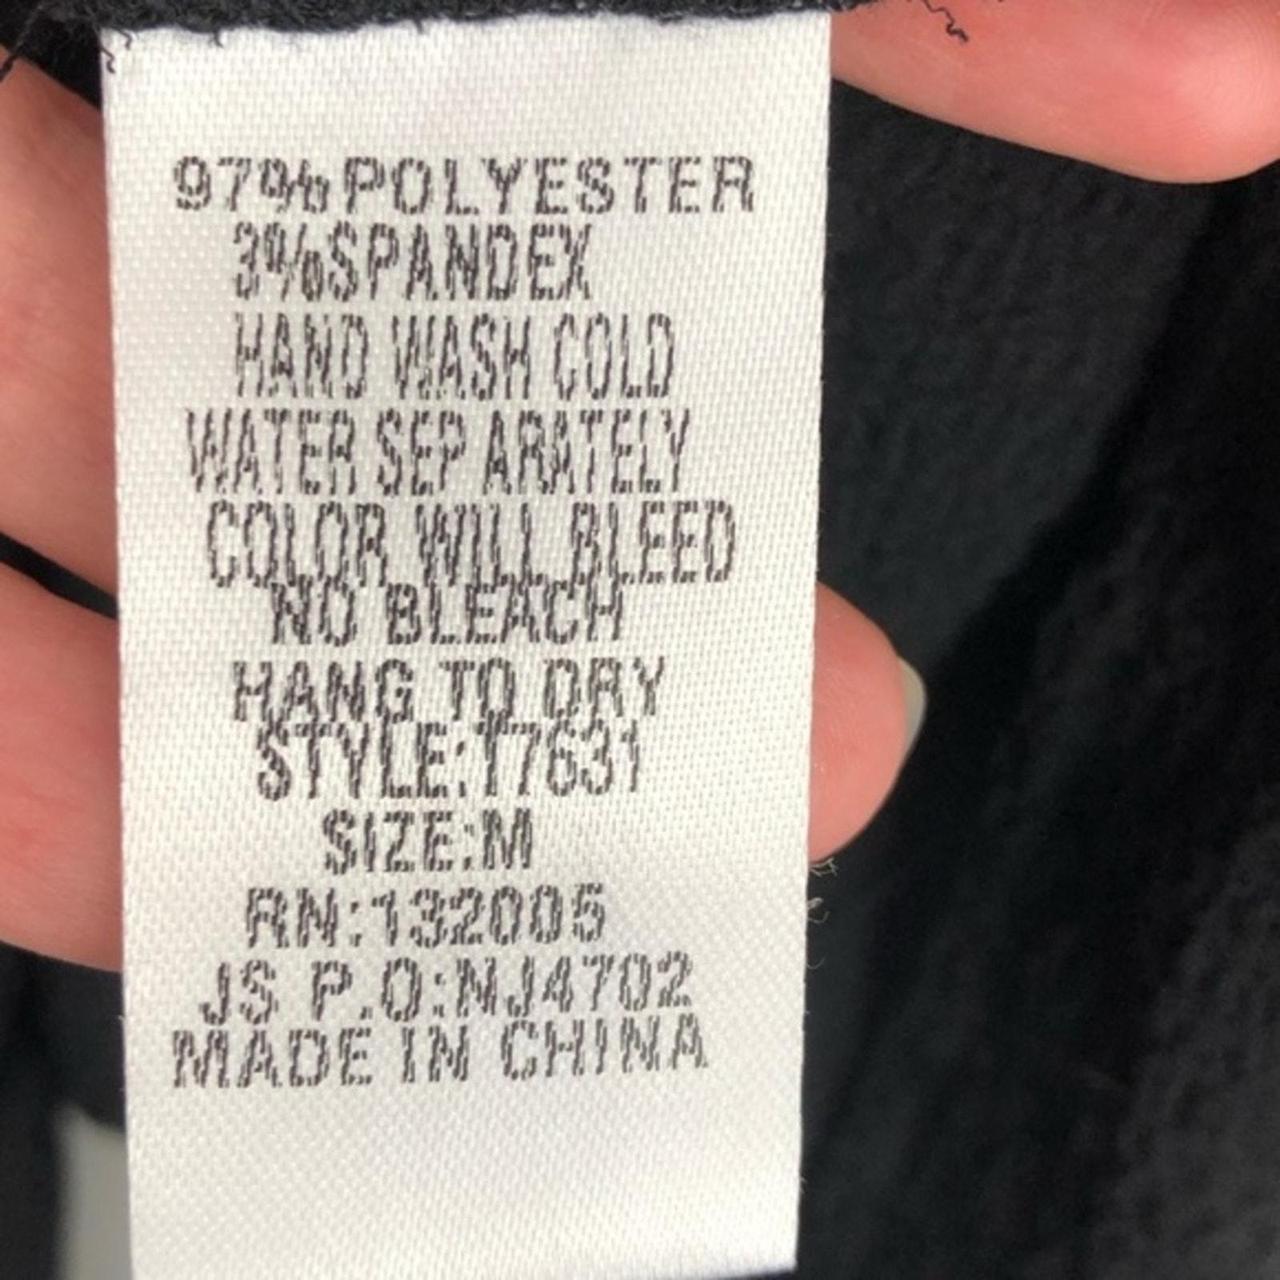 97%POLYESTER
3%SPANDEX
HAND WASH COLD
WATER SEP ARATELY
COLOR WILL BLEED
NO BLEACH
HANG TO DRY
STYLE:17631
SIZE:M
RN:132005
JS P.O:NJ4702
MADE IN CHINA